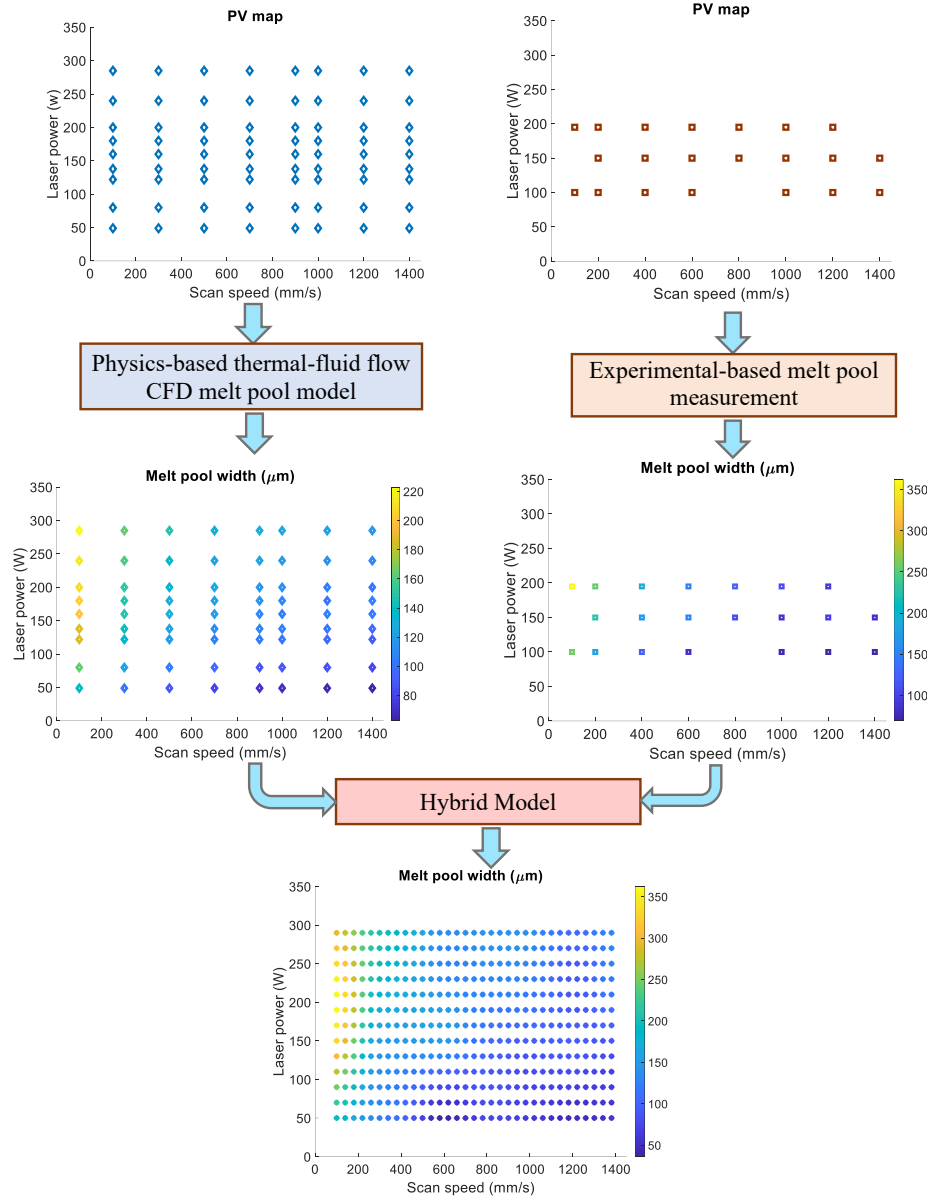 PV map
350
300
250
200
150
100
50
0
Laser power (w)
0 200 400 600 800 1000 1200 1400
Scan speed (mm/s)
PV map
350
300
250
200
150
100
50
0
Laser power (W)
0 200 400 600 800 1000 1200 1400
Scan speed (mm/s)
Physics-based thermal-fluid flow
CFD melt pool model
Experimental-based melt pool
measurement
Melt pool width (μm)
350
300
250
200
150
100
50
0
Laser power (W)
0 200 400 600 800 1000 1200 1400
Scan speed (mm/s)
220
200
180
160
140
120
100
80
Melt pool width (μm)
350
300
250
200
150
100
50
0
Laser power (W)
0 200 400 600 800 1000 1200 1400
Scan speed (mm/s)
350
300
250
200
150
100
Hybrid Model
Melt pool width (μm)
350
300
250
200
150
100
50
0
Laser power (W)
0 200 400 600 800 1000 1200 1400
Scan speed (mm/s)
350
300
250
200
150
100
50